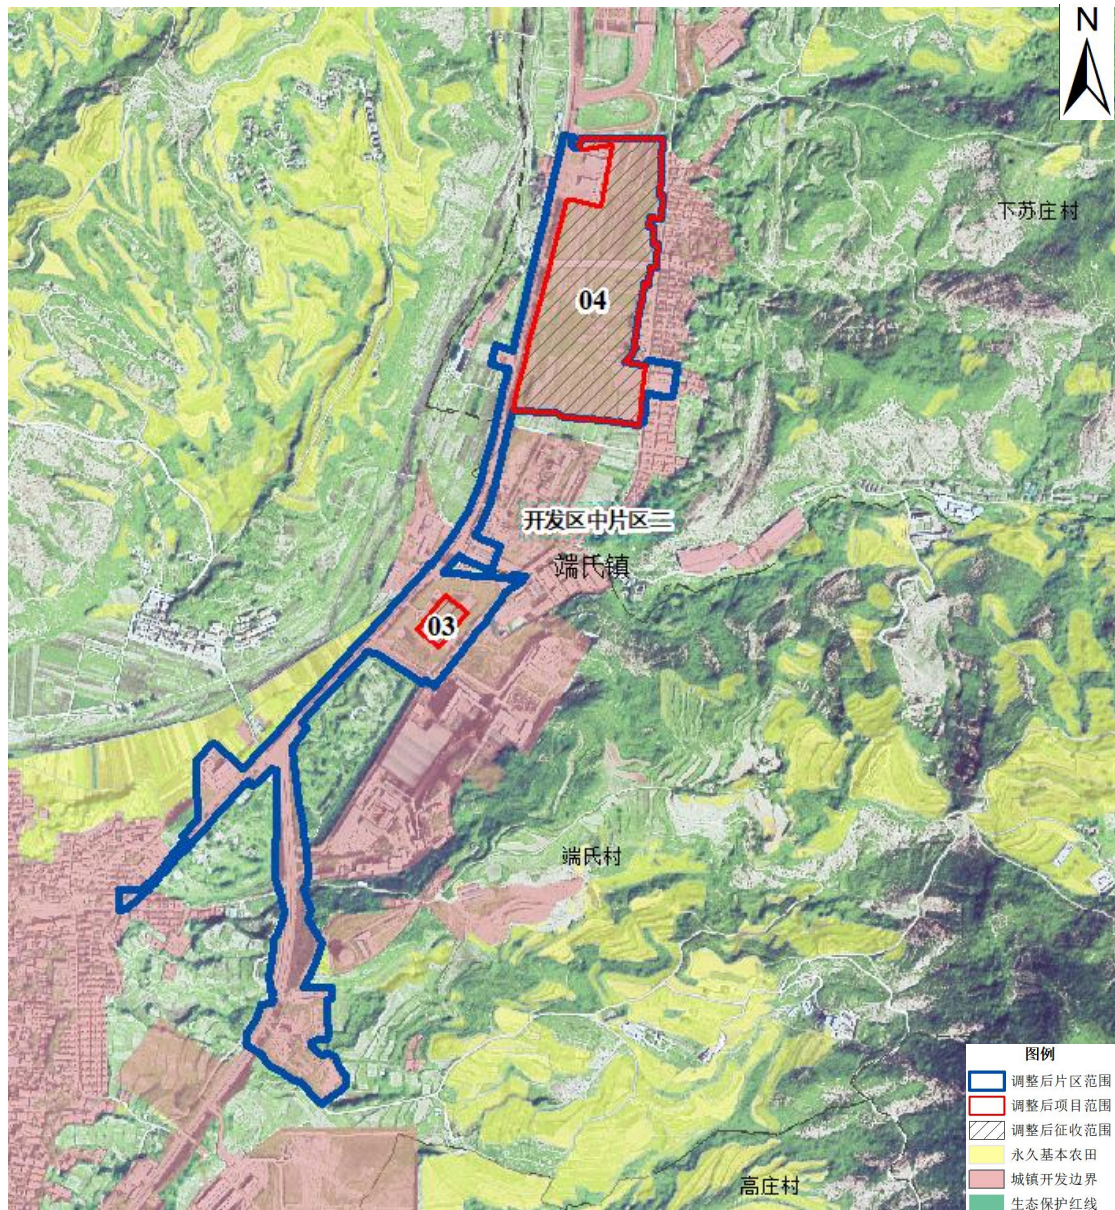 N
下苏庄村
04
开发区中片区二
端氏镇
03
端氏村
高庄村
图例
调整后片区范围
调整后项目范围
调整后征收范围
永久基本农田
城镇开发边界
生态保护红线